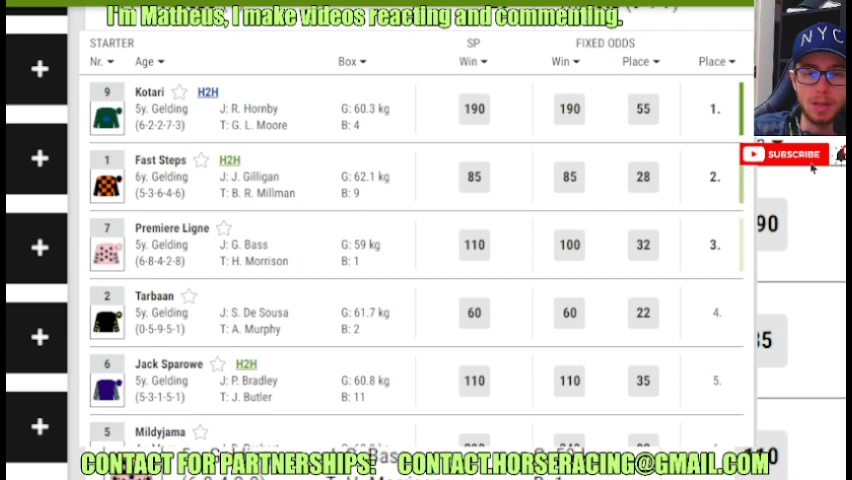 I'm Matheus, I make videos reacting and commenting.
STARTER SP FIXED ODDS
Nr. Age Box Win Win Place Place
9 Kotari H2H
5y. Gelding J: R. Hornby G: 60.3 kg 190 190 55 1.
(6-2-2-7-3) T: G. L. Moore B: 4
1 Fast Steps H2H
6y. Gelding J: J. Gilligan G: 62.1 kg 85 85 28 2.
(5-3-6-4-6) T: B. R. Millman B: 9
7 Premiere Ligne
5y. Gelding J: G. Bass G: 59 kg 110 100 32 3.
(6-8-4-2-8) T: H. Morrison B: 1
2 Tarbaan
5y. Gelding J: S. De Sousa G: 61.7 kg 60 60 22 4.
(0-5-9-5-1) T: A. Murphy B: 2
6 Jack Sparowe H2H
5y. Gelding J: P. Bradley G: 60.8 kg 110 110 35 5.
(5-3-1-5-1) T: J. Butler B: 11
5 Mildyjama
NYC
SUBSCRIBE
90
35
CONTACT FOR PARTNERSHIPS: CONTACT.HORSERACING@GMAIL.COM